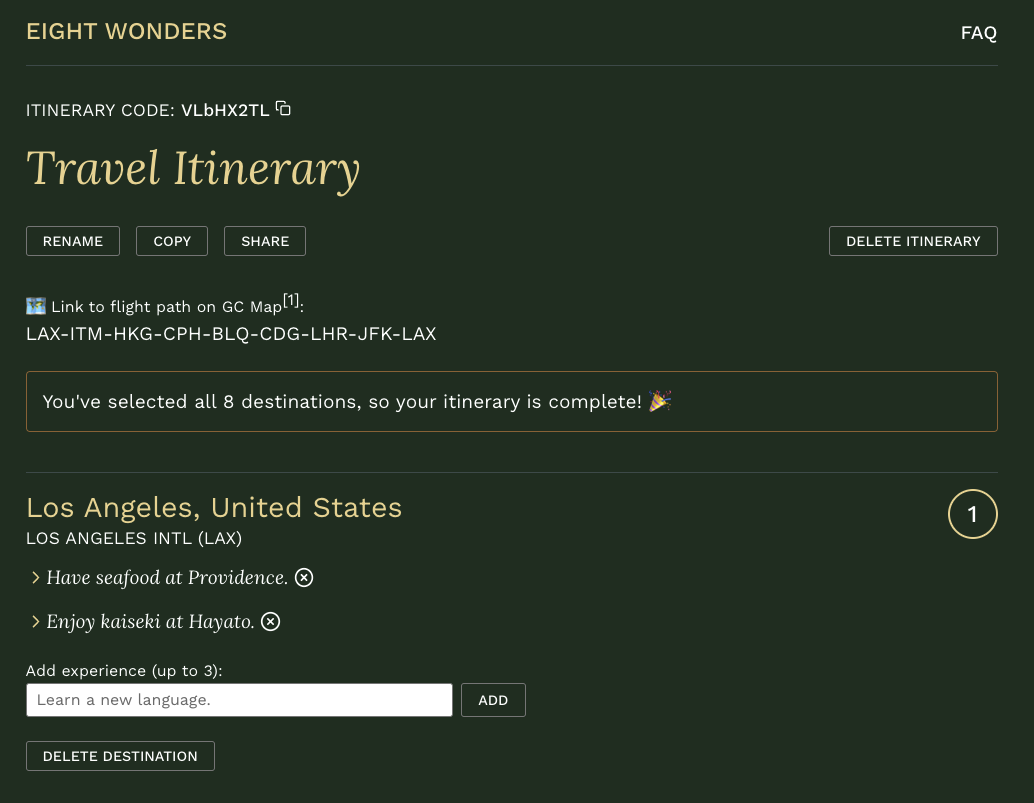 EIGHT WONDERS
FAQ
ITINERARY CODE: VLbHX2TL
Travel Itinerary
RENAME
COPY
SHARE
DELETE ITINERARY
🗺️ Link to flight path on GC Map[1]:
LAX-ITM-HKG-CPH-BLQ-CDG-LHR-JFK-LAX
You've selected all 8 destinations, so your itinerary is complete! 🎉
Los Angeles, United States
1
LOS ANGELES INTL (LAX)
Have seafood at Providence.
Enjoy kaiseki at Hayato.
Add experience (up to 3):
Learn a new language.
ADD
DELETE DESTINATION